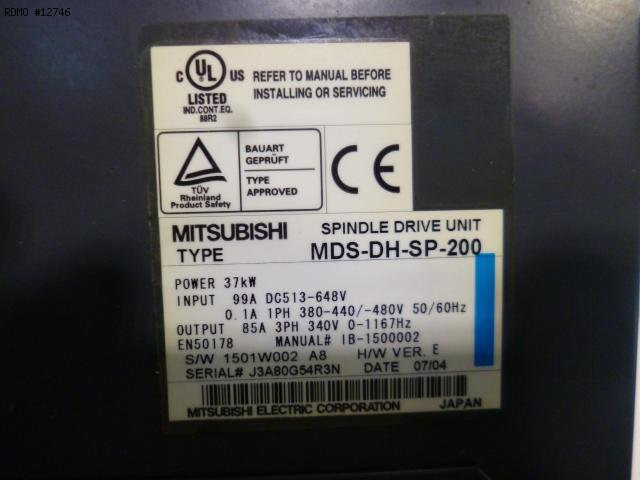 RDMO #12746
C UL US
LISTED
IND.CONT.EQ.
88R2
REFER TO MANUAL BEFORE
INSTALLING OR SERVICING
TÜV
Rheinland
Product Safety
BAUART
GEPRÜFT
TYPE
APPROVED
CE
MITSUBISHI SPINDLE DRIVE UNIT
TYPE MDS-DH-SP-200
POWER 37kW
INPUT 99A DC513-648V
0.1A 1PH 380-440/-480V 50/60Hz
OUTPUT 85A 3PH 340V 0-1167Hz
EN50178 MANUAL# IB-1500002
S/W 1501W002 A8 H/W VER. E
SERIAL# J3A80G54R3N DATE 07/04
MITSUBISHI ELECTRIC CORPORATION JAPAN